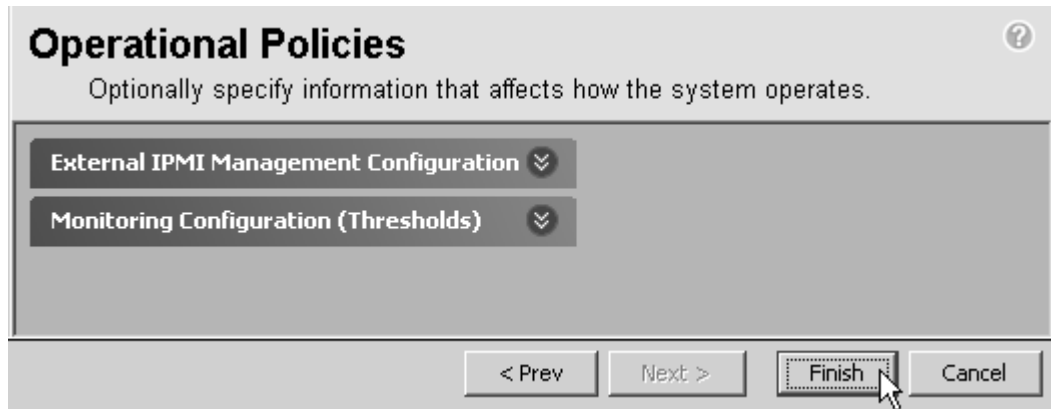 Operational Policies
?
Optionally specify information that affects how the system operates.
External IPMI Management Configuration
Monitoring Configuration (Thresholds)
< Prev
Next >
Finish
Cancel